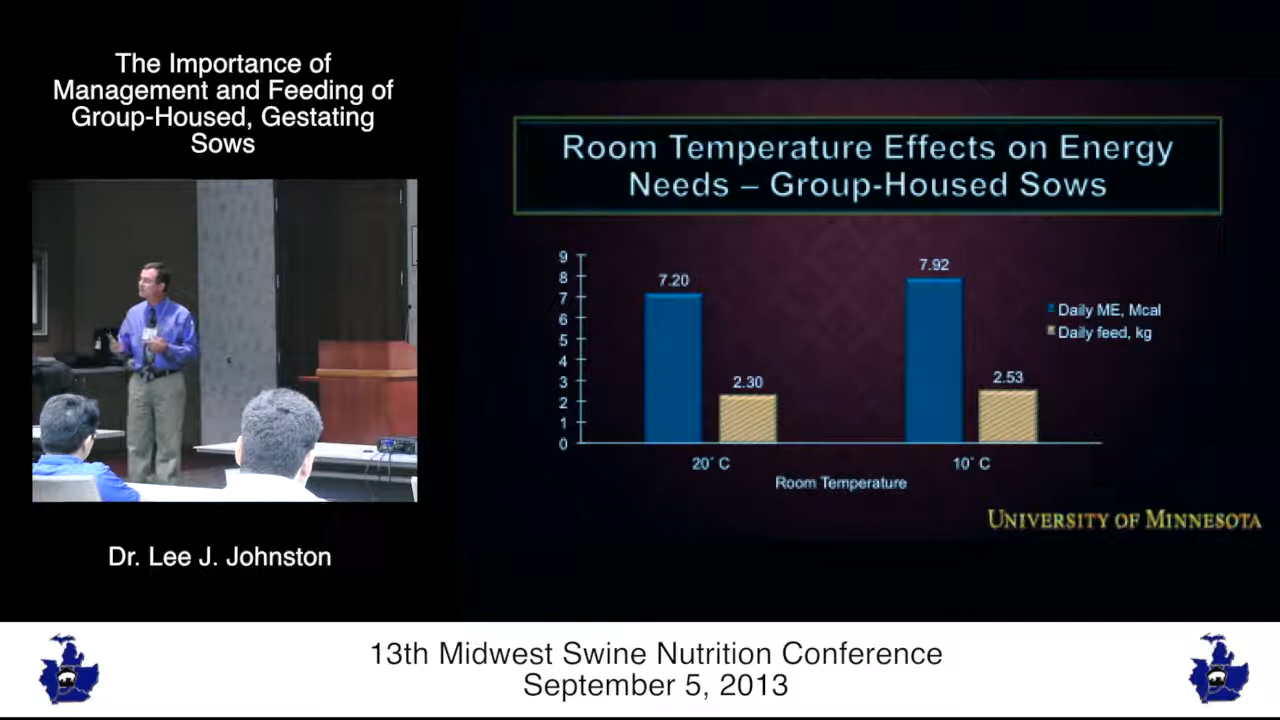 The Importance of
Management and Feeding of
Group-Housed, Gestating
Sows
Room Temperature Effects on Energy
Needs – Group-Housed Sows
9
8
7
6
5
4
3
2
1
0
7.20
2.30
7.92
2.53
Daily ME, Mcal
Daily feed, kg
20° C
10° C
Room Temperature
UNIVERSITY OF MINNESOTA
Dr. Lee J. Johnston
13th Midwest Swine Nutrition Conference
September 5, 2013